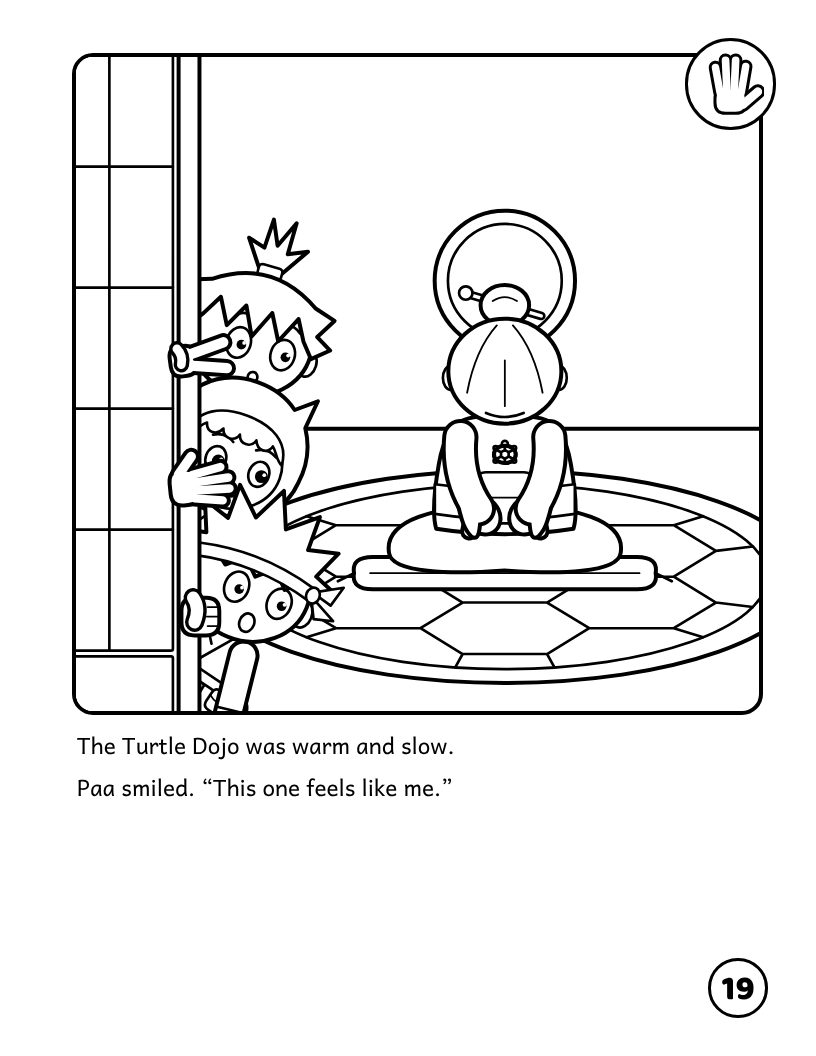 The Turtle Dojo was warm and slow.
Paa smiled. “This one feels like me.”
19